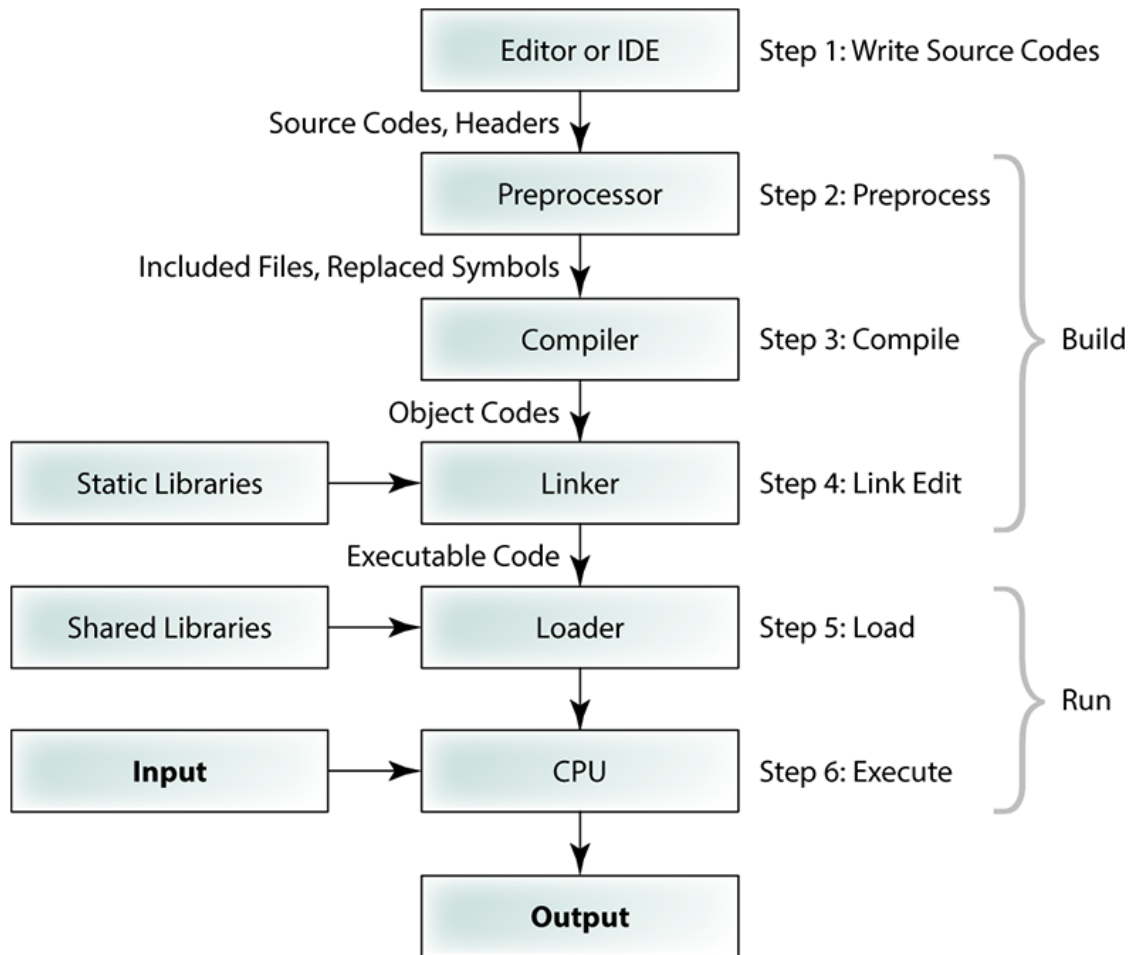 Editor or IDE
Step 1: Write Source Codes
Source Codes, Headers
Preprocessor
Step 2: Preprocess
Included Files, Replaced Symbols
Compiler
Step 3: Compile
Build
Object Codes
Static Libraries
Linker
Step 4: Link Edit
Executable Code
Shared Libraries
Loader
Step 5: Load
Run
Input
CPU
Step 6: Execute
Output